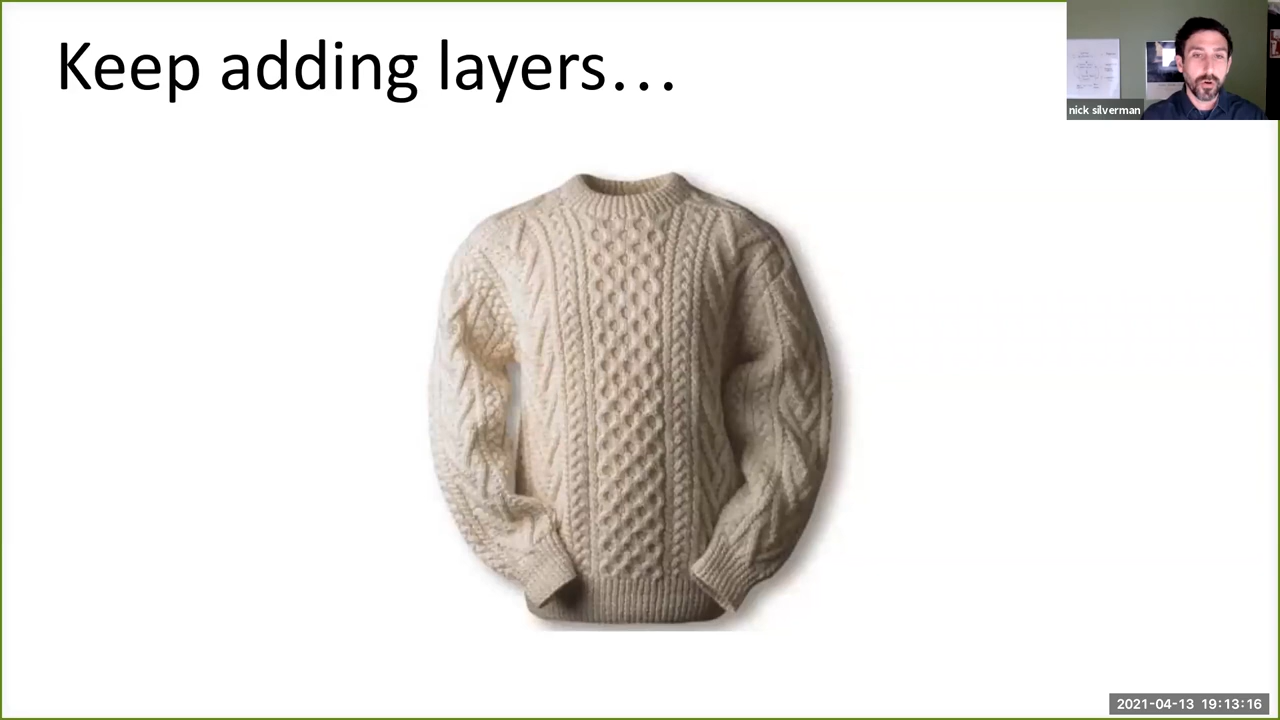 Keep adding layers…
nick silverman
2021-04-13 19:13:16